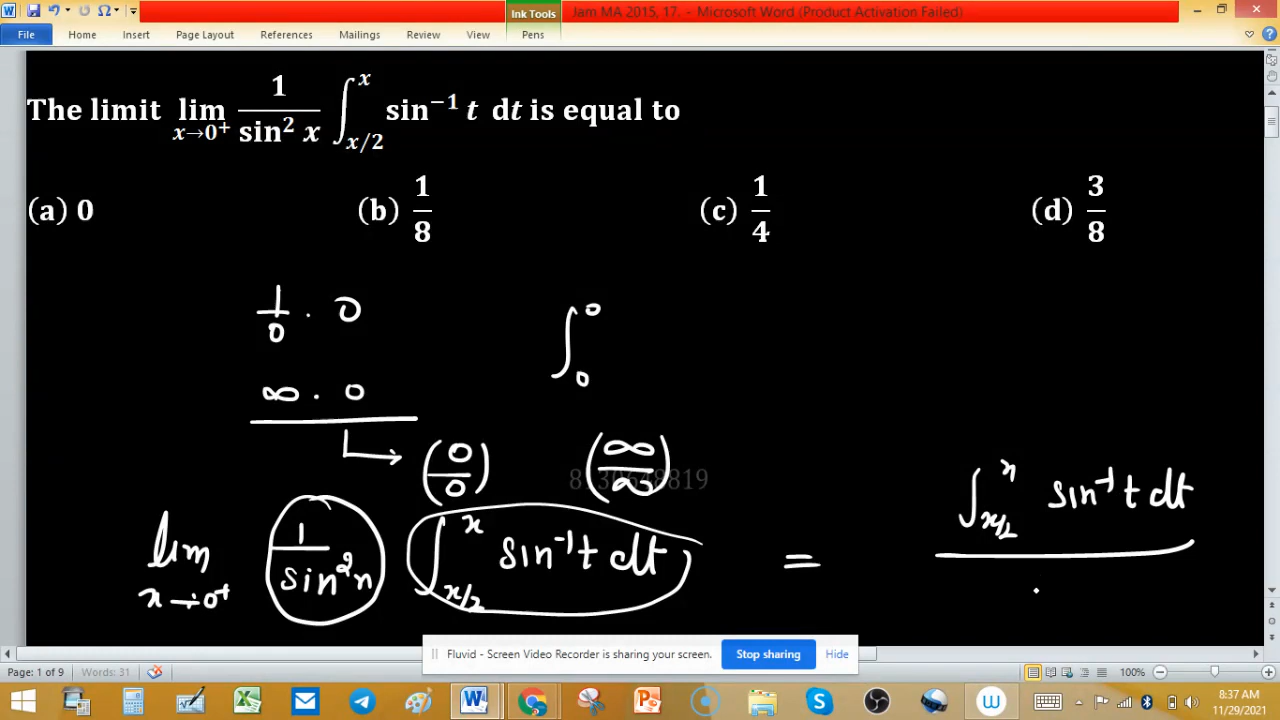 Ink Tools
Jam MA 2015, 17. - Microsoft Word (Product Activation Failed)
File Home Insert Page Layout References Mailings Review View Pens
The limit lim x→0⁺ 1/sin² x ∫_{x/2}^{x} sin⁻¹ t dt is equal to
(a) 0 (b) 1/8 (c) 1/4 (d) 3/8
1/0 · 0 ∫_0^0
∞ · 0
(0/0) (∞/∞)
lim x→0⁺ 1/sin²x ∫_{x/2}^{x} sin⁻¹t dt = ∫_{x/2}^{x} sin⁻¹ t dt
Fluvid - Screen Video Recorder is sharing your screen. Stop sharing Hide
Page: 1 of 9 Words: 31 100%
8:37 AM
11/29/2021